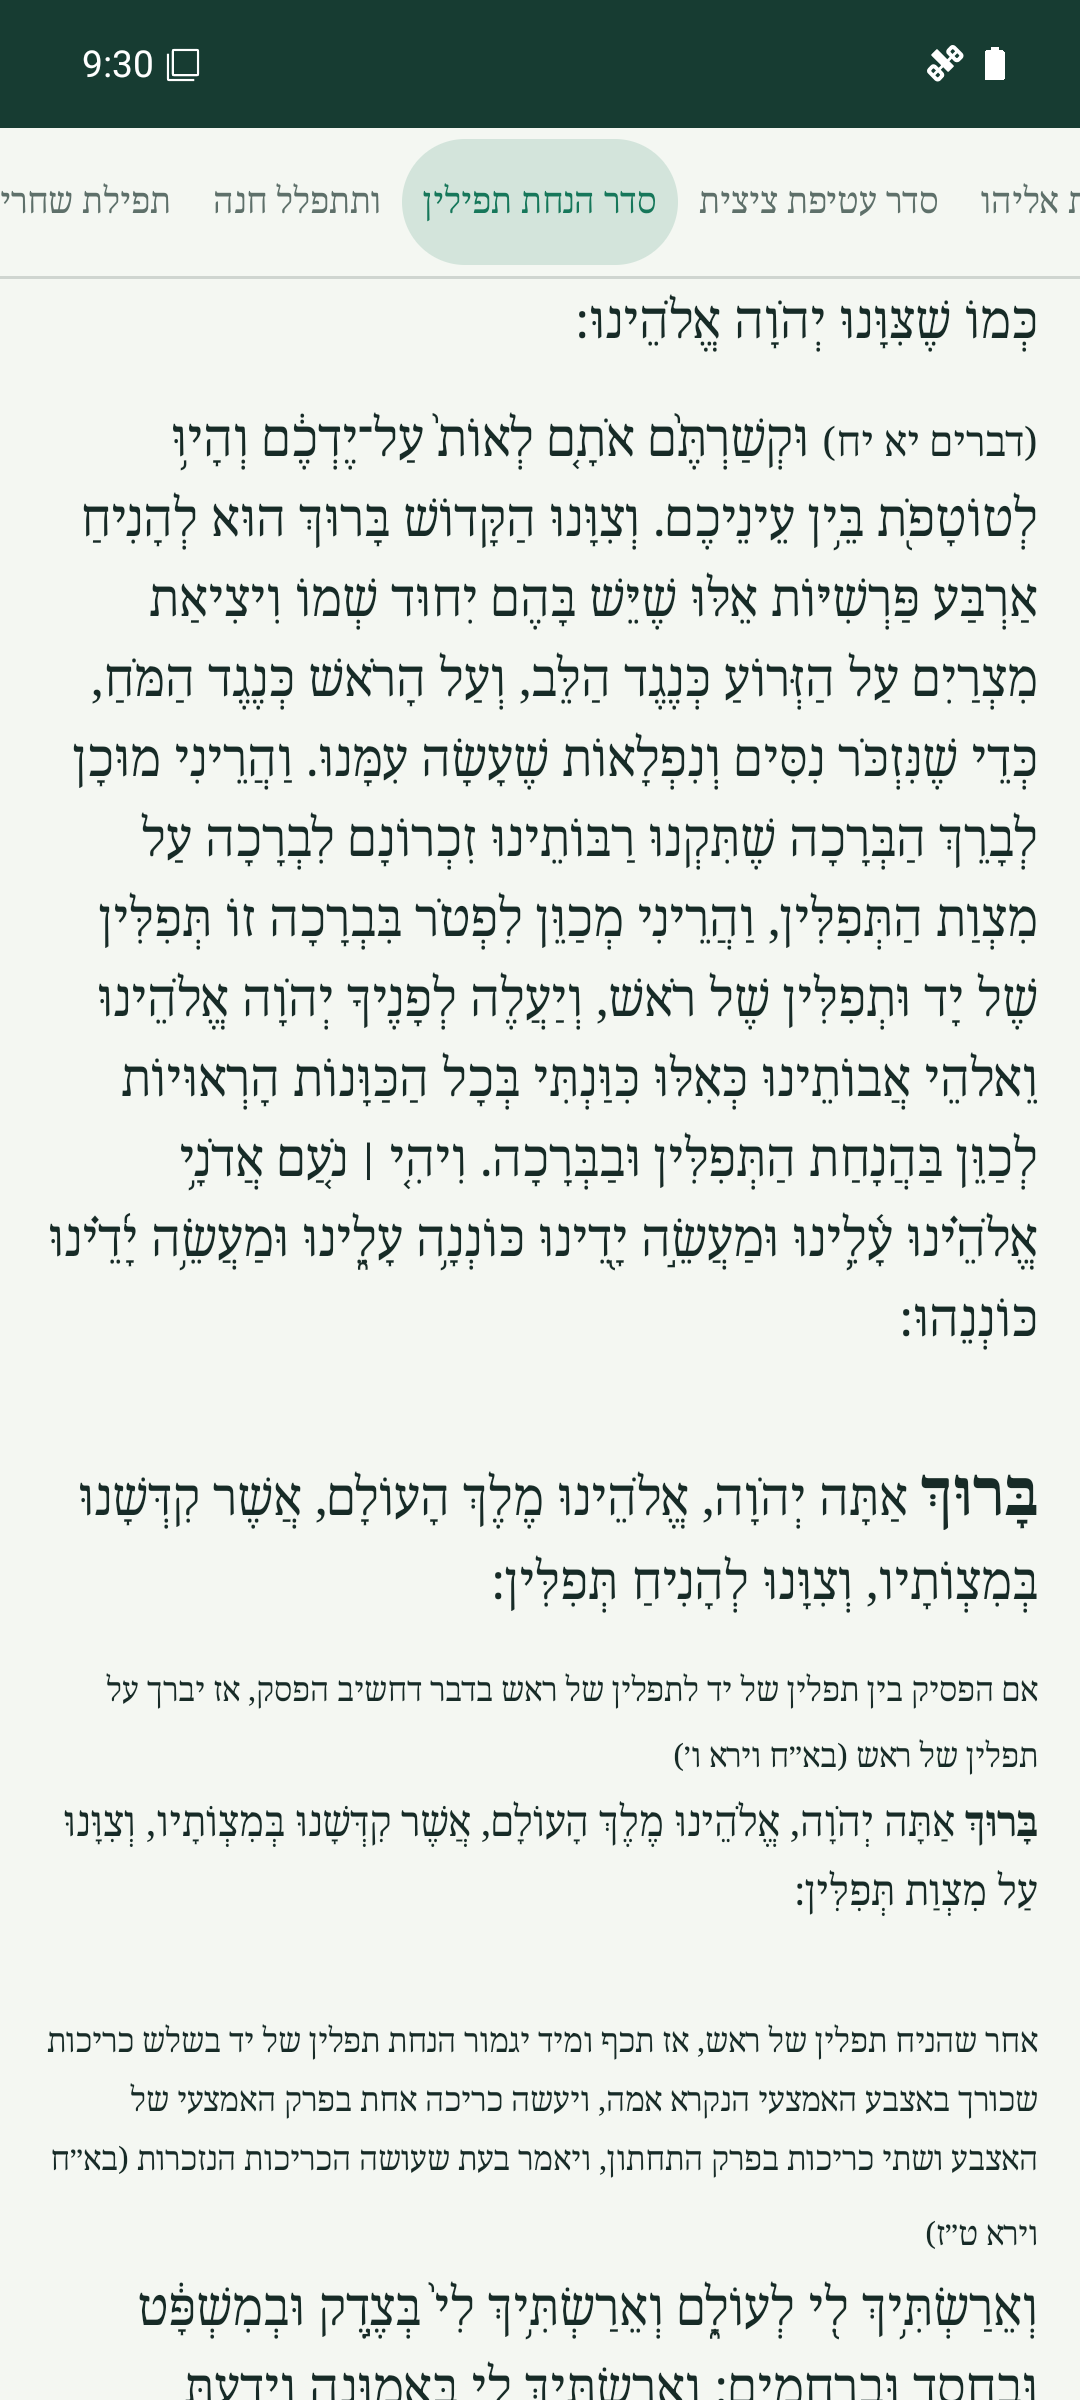 9:30
ת אליהו סדר עטיפת ציצית סדר הנחת תפילין ותתפלל חנה תפילת שחרי
כְּמוֹ שֶׁצִּוָּנוּ יְהֹוָה אֱלֹהֵינוּ:
(דברים יא יח) וּקְשַׁרְתֶּ֨ם אֹתָ֤ם לְאוֹת֙ עַל־יֶדְכֶ֔ם וְהָי֥וּ
לְטוֹטָפֹ֖ת בֵּ֥ין עֵינֵיכֶם. וְצִוָּנוּ הַקָּדוֹשׁ בָּרוּךְ הוּא לְהָנִיחַ
אַרְבַּע פַּרְשִׁיּוֹת אֵלּוּ שֶׁיֵּשׁ בָּהֶם יִחוּד שְׁמוֹ וִיצִיאַת
מִצְרַיִם עַל הַזְּרוֹעַ כְּנֶגֶד הַלֵּב, וְעַל הָרֹאשׁ כְּנֶגֶד הַמֹּחַ,
כְּדֵי שֶׁנִּזְכֹּר נִסִּים וְנִפְלָאוֹת שֶׁעָשָׂה עִמָּנוּ. וַהֲרֵינִי מוּכָן
לְבָרֵךְ הַבְּרָכָה שֶׁתִּקְנוּ רַבּוֹתֵינוּ זִכְרוֹנָם לִבְרָכָה עַל
מִצְוַת הַתְּפִלִּין, וַהֲרֵינִי מְכַוֵּן לִפְטֹר בִּבְרָכָה זוֹ תְּפִלִּין
שֶׁל יָד וּתְפִלִּין שֶׁל רֹאשׁ, וְיַעֲלֶה לְפָנֶיךָ יְהֹוָה אֱלֹהֵינוּ
וֵאלֹהֵי אֲבוֹתֵינוּ כְּאִלּוּ כִּוַּנְתִּי בְּכָל הַכַּוָּנוֹת הָרְאוּיוֹת
לְכַוֵּן בַּהֲנָחַת הַתְּפִלִּין וּבַבְּרָכָה. וִיהִ֤י ׀ נֹ֤עַם אֲדֹנָ֥י
אֱלֹהֵ֗ינוּ עָ֫לֵ֥ינוּ וּמַעֲשֵׂ֣ה יָ֭דֵינוּ כּוֹנְנָ֥ה עָלֵ֑ינוּ וּמַעֲשֵׂ֥ה יָ֝דֵ֗ינוּ
כּוֹנְנֵהוּ:
בָּרוּךְ אַתָּה יְהֹוָה, אֱלֹהֵינוּ מֶלֶךְ הָעוֹלָם, אֲשֶׁר קִדְּשָׁנוּ
בְּמִצְוֹתָיו, וְצִוָּנוּ לְהָנִיחַ תְּפִלִּין:
אם הפסיק בין תפלין של יד לתפלין של ראש בדבר דחשיב הפסק, אז יברך על
תפלין של ראש (בא״ח וירא ו׳)
בָּרוּךְ אַתָּה יְהֹוָה, אֱלֹהֵינוּ מֶלֶךְ הָעוֹלָם, אֲשֶׁר קִדְּשָׁנוּ בְּמִצְוֹתָיו, וְצִוָּנוּ
עַל מִצְוַת תְּפִלִּין:
אחר שהניח תפלין של ראש, אז תכף ומיד יגמור הנחת תפלין של יד בשלש כריכות
שכורך באצבע האמצעי הנקרא אמה, ויעשה כריכה אחת בפרק האמצעי של
האצבע ושתי כריכות בפרק התחתון, ויאמר בעת שעושה הכריכות הנזכרות (בא״ח
וירא ט״ז)
וְאֵרַשְׂתִּ֥יךְ לִ֖י לְעוֹלָ֑ם וְאֵרַשְׂתִּ֥יךְ לִי֙ בְּצֶ֣דֶק וּבְמִשְׁפָּ֔ט
וּבְחֶסֶד וּבְרַחֲמִים: וְאֵרַשְׂתִּיךְ לִי בֶּאֱמוּנָה וְיָדַעַתְּ